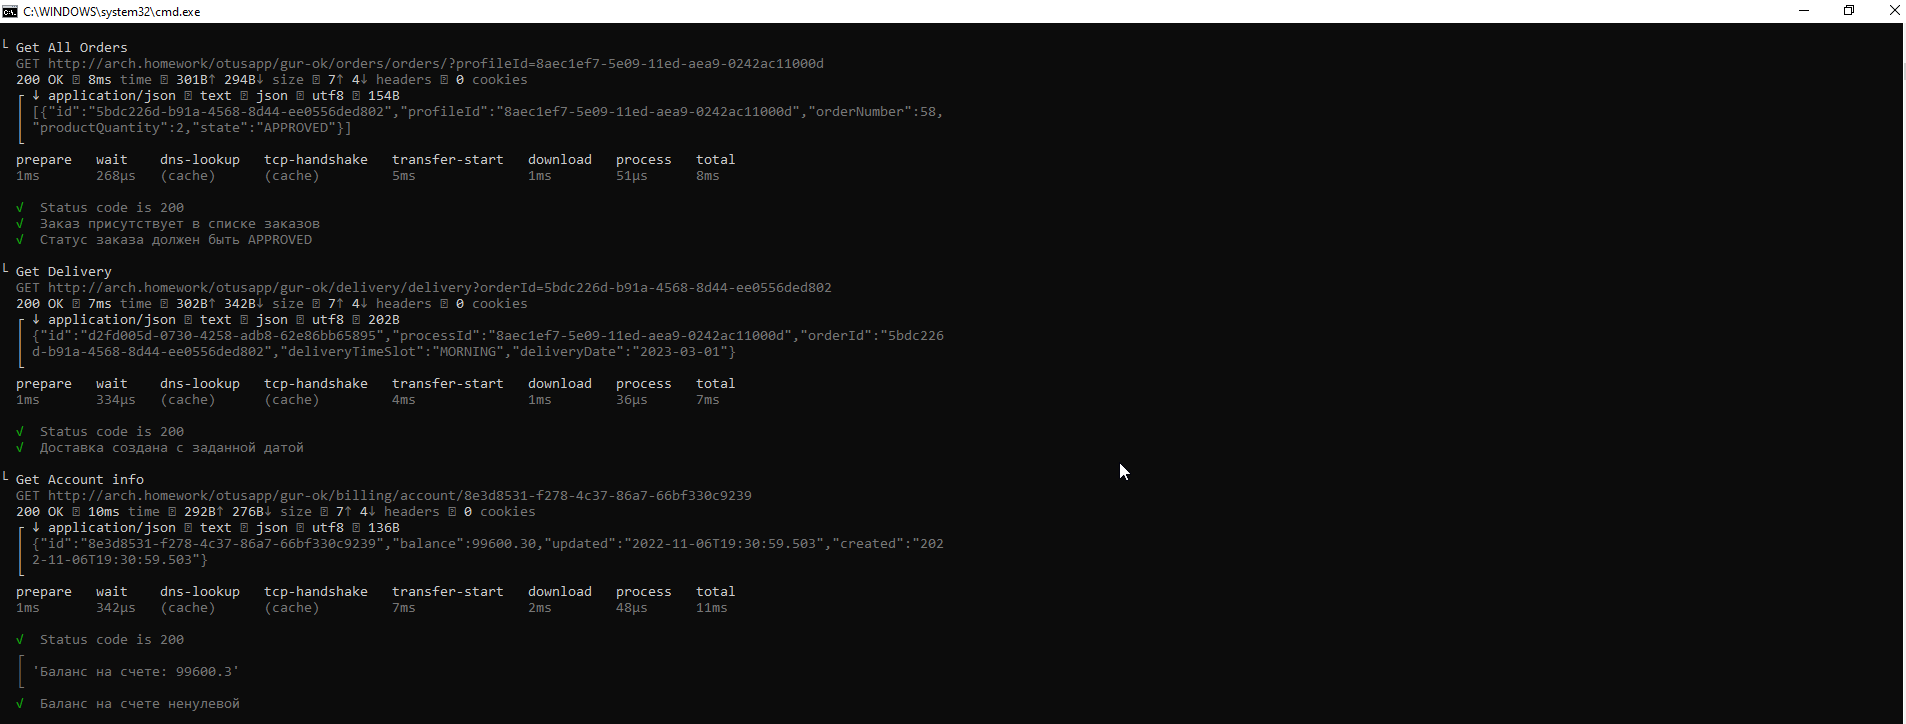 C:\WINDOWS\system32\cmd.exe
└ Get All Orders
GET http://arch.homework/otusapp/gur-ok/orders/orders/?profileId=8aec1ef7-5e09-11ed-aea9-0242ac11000d
200 OK ⍰ 8ms time ⍰ 301B↑ 294B↓ size ⍰ 7↑ 4↓ headers ⍰ 0 cookies
┌ ↓ application/json ⍰ text ⍰ json ⍰ utf8 ⍰ 154B
│ [{"id":"5bdc226d-b91a-4568-8d44-ee0556ded802","profileId":"8aec1ef7-5e09-11ed-aea9-0242ac11000d","orderNumber":58,
│ "productQuantity":2,"state":"APPROVED"}]
└
prepare wait dns-lookup tcp-handshake transfer-start download process total
1ms 268µs (cache) (cache) 5ms 1ms 51µs 8ms
√ Status code is 200
√ Заказ присутствует в списке заказов
√ Статус заказа должен быть APPROVED
└ Get Delivery
GET http://arch.homework/otusapp/gur-ok/delivery/delivery?orderId=5bdc226d-b91a-4568-8d44-ee0556ded802
200 OK ⍰ 7ms time ⍰ 302B↑ 342B↓ size ⍰ 7↑ 4↓ headers ⍰ 0 cookies
┌ ↓ application/json ⍰ text ⍰ json ⍰ utf8 ⍰ 202B
│ {"id":"d2fd005d-0730-4258-adb8-62e86bb65895","processId":"8aec1ef7-5e09-11ed-aea9-0242ac11000d","orderId":"5bdc226
│ d-b91a-4568-8d44-ee0556ded802","deliveryTimeSlot":"MORNING","deliveryDate":"2023-03-01"}
└
prepare wait dns-lookup tcp-handshake transfer-start download process total
1ms 334µs (cache) (cache) 4ms 1ms 36µs 7ms
√ Status code is 200
√ Доставка создана с заданной датой
└ Get Account info
GET http://arch.homework/otusapp/gur-ok/billing/account/8e3d8531-f278-4c37-86a7-66bf330c9239
200 OK ⍰ 10ms time ⍰ 292B↑ 276B↓ size ⍰ 7↑ 4↓ headers ⍰ 0 cookies
┌ ↓ application/json ⍰ text ⍰ json ⍰ utf8 ⍰ 136B
│ {"id":"8e3d8531-f278-4c37-86a7-66bf330c9239","balance":99600.30,"updated":"2022-11-06T19:30:59.503","created":"202
│ 2-11-06T19:30:59.503"}
└
prepare wait dns-lookup tcp-handshake transfer-start download process total
1ms 342µs (cache) (cache) 7ms 2ms 48µs 11ms
√ Status code is 200
┌
│ 'Баланс на счете: 99600.3'
└
√ Баланс на счете ненулевой